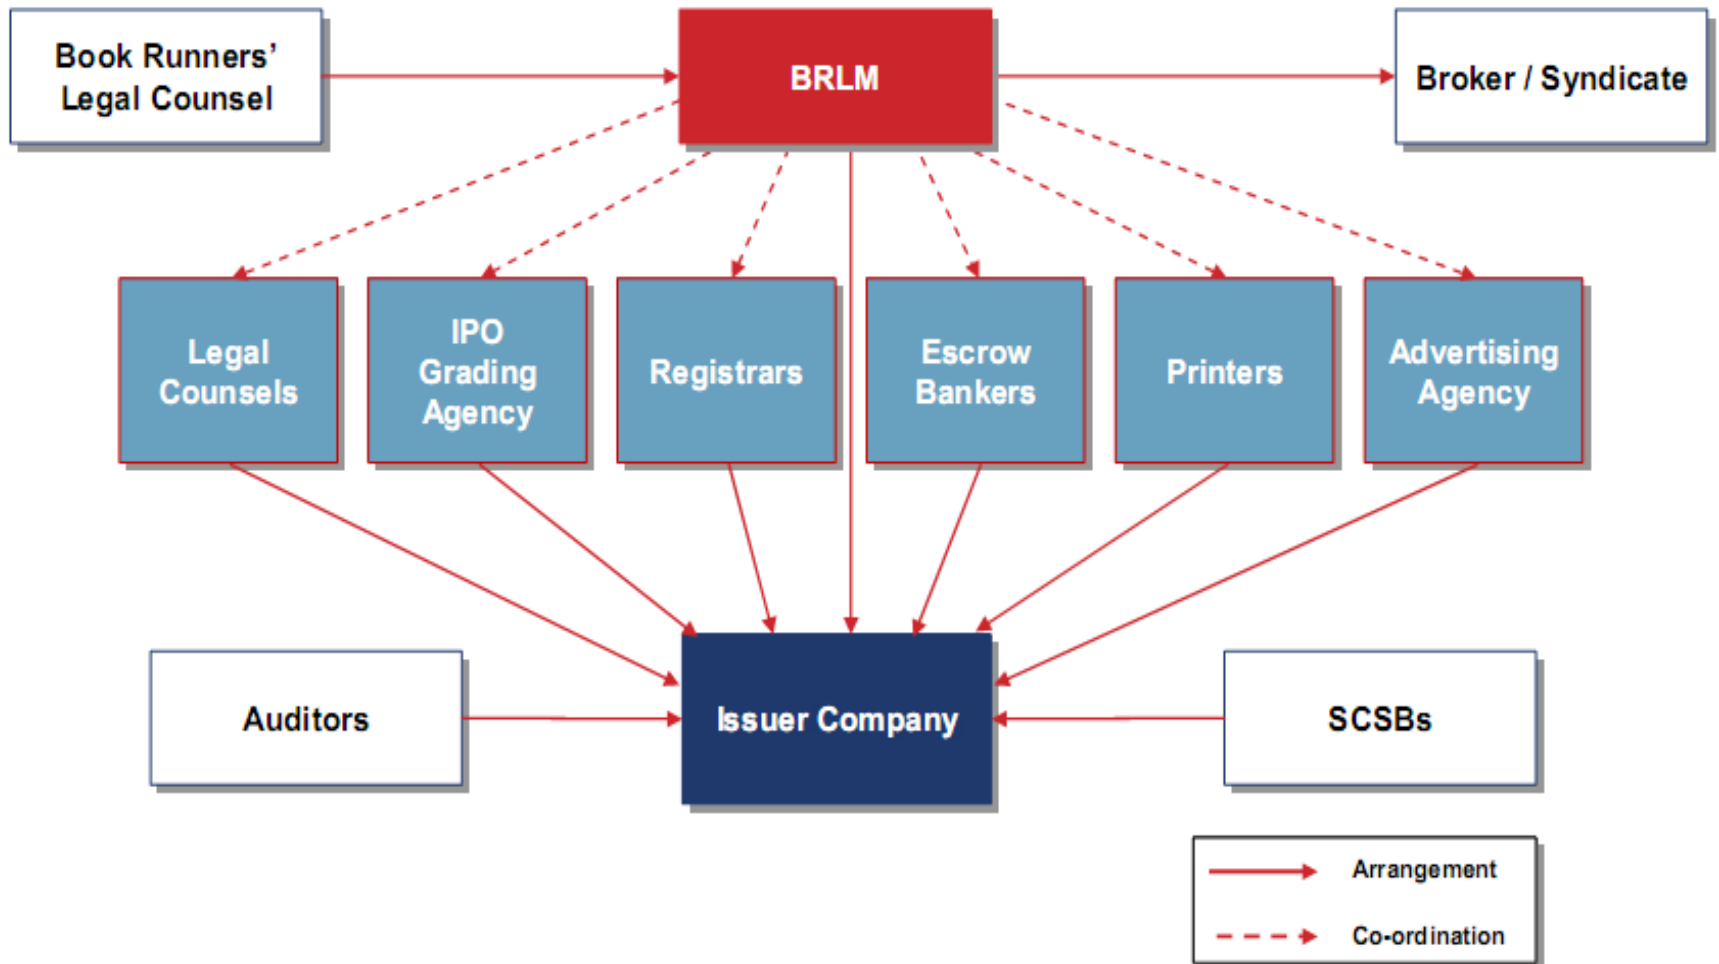 Book Runners’
Legal Counsel
BRLM
Broker / Syndicate
Legal
Counsels
IPO
Grading
Agency
Registrars
Escrow
Bankers
Printers
Advertising
Agency
Auditors
Issuer Company
SCSBs
Arrangement
Co-ordination